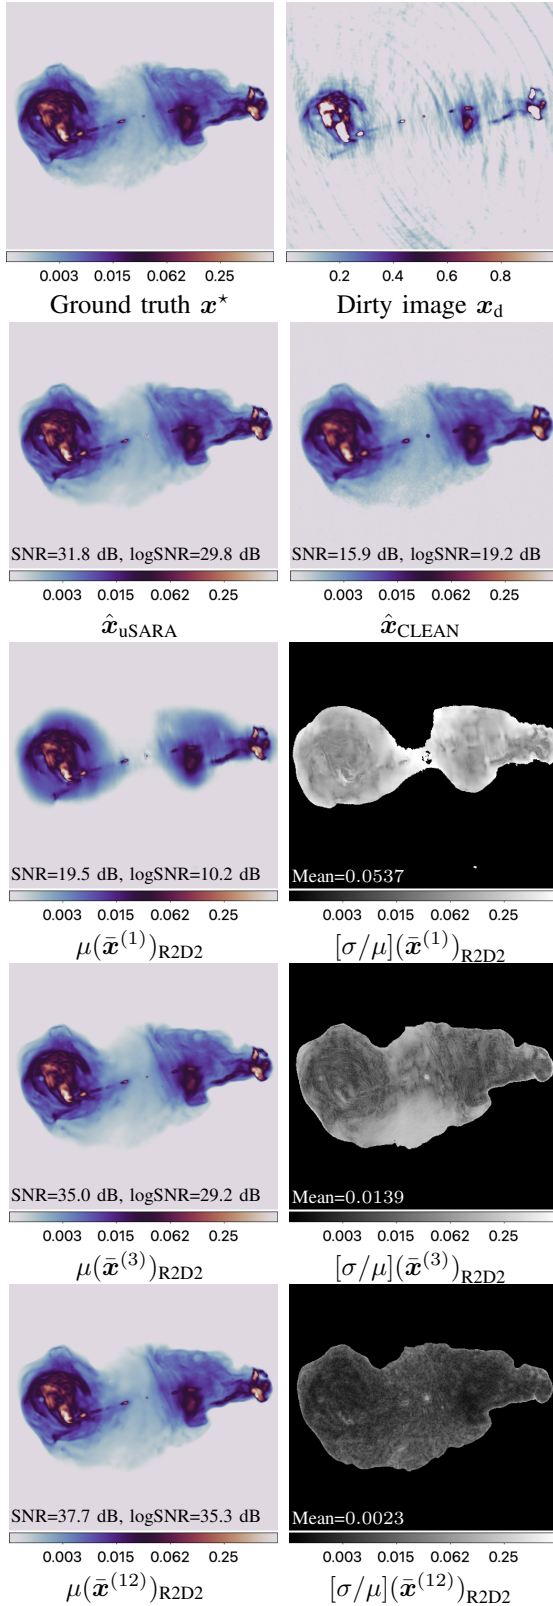 0.003 0.015 0.062 0.25 0.2 0.4 0.6 0.8
Ground truth x⋆ Dirty image x_d
SNR=31.8 dB, logSNR=29.8 dB SNR=15.9 dB, logSNR=19.2 dB
0.003 0.015 0.062 0.25 0.003 0.015 0.062 0.25
x̂_uSARA x̂_CLEAN
SNR=19.5 dB, logSNR=10.2 dB Mean=0.0537
0.003 0.015 0.062 0.25 0.003 0.015 0.062 0.25
μ(x̄^(1))_R2D2 [σ/μ](x̄^(1))_R2D2
SNR=35.0 dB, logSNR=29.2 dB Mean=0.0139
0.003 0.015 0.062 0.25 0.003 0.015 0.062 0.25
μ(x̄^(3))_R2D2 [σ/μ](x̄^(3))_R2D2
SNR=37.7 dB, logSNR=35.3 dB Mean=0.0023
0.003 0.015 0.062 0.25 0.003 0.015 0.062 0.25
μ(x̄^(12))_R2D2 [σ/μ](x̄^(12))_R2D2